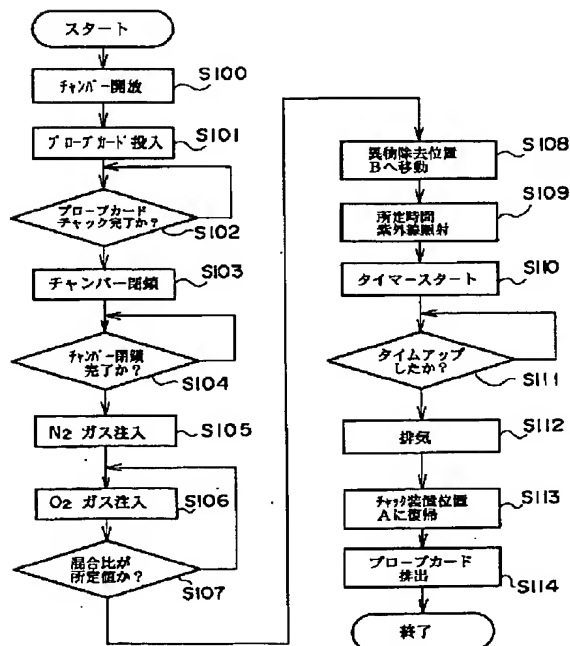 スタート
チャンバー開放
S100
プローブカード投入
S101
プローブカード
チャック完了か？
S102
チャンバー閉鎖
S103
チャンバー閉鎖
完了か？
S104
N2 ガス注入
S105
O2 ガス注入
S106
混合比が
所定値か？
S107
異物除去位置
Bへ移動
S108
所定時間
紫外線照射
S109
タイマースタート
S110
タイムアップ
したか？
S111
排気
S112
チャック装置位置
Aに復帰
S113
プローブカード
排出
S114
終了